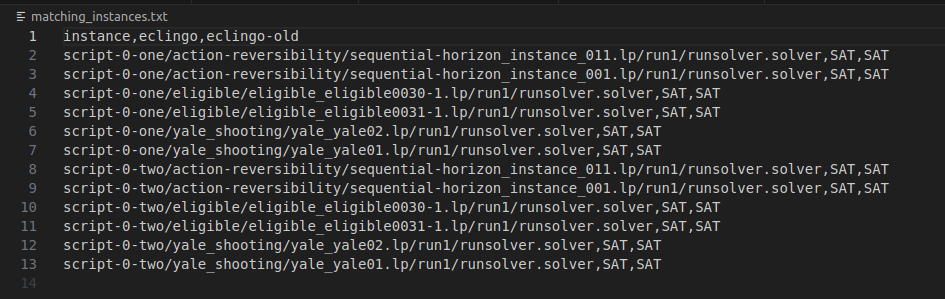 matching_instances.txt
1 instance,eclingo,eclingo-old
2 script-0-one/action-reversibility/sequential-horizon_instance_011.lp/run1/runsolver.solver,SAT,SAT
3 script-0-one/action-reversibility/sequential-horizon_instance_001.lp/run1/runsolver.solver,SAT,SAT
4 script-0-one/eligible/eligible_eligible0030-1.lp/run1/runsolver.solver,SAT,SAT
5 script-0-one/eligible/eligible_eligible0031-1.lp/run1/runsolver.solver,SAT,SAT
6 script-0-one/yale_shooting/yale_yale02.lp/run1/runsolver.solver,SAT,SAT
7 script-0-one/yale_shooting/yale_yale01.lp/run1/runsolver.solver,SAT,SAT
8 script-0-two/action-reversibility/sequential-horizon_instance_011.lp/run1/runsolver.solver,SAT,SAT
9 script-0-two/action-reversibility/sequential-horizon_instance_001.lp/run1/runsolver.solver,SAT,SAT
10 script-0-two/eligible/eligible_eligible0030-1.lp/run1/runsolver.solver,SAT,SAT
11 script-0-two/eligible/eligible_eligible0031-1.lp/run1/runsolver.solver,SAT,SAT
12 script-0-two/yale_shooting/yale_yale02.lp/run1/runsolver.solver,SAT,SAT
13 script-0-two/yale_shooting/yale_yale01.lp/run1/runsolver.solver,SAT,SAT
14